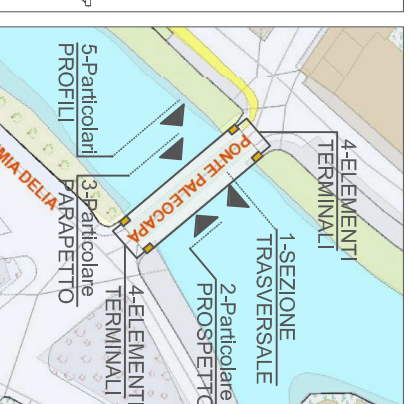 5-Particolari
PROFILI
4-ELEMENTI
TERMINALI
PONTE PALEOCAPA
3-Particolare
PARAPETTO
1-SEZIONE
TRASVERSALE
2-Particolare
PROSPETTO
4-ELEMENTI
TERMINALI
DELIA